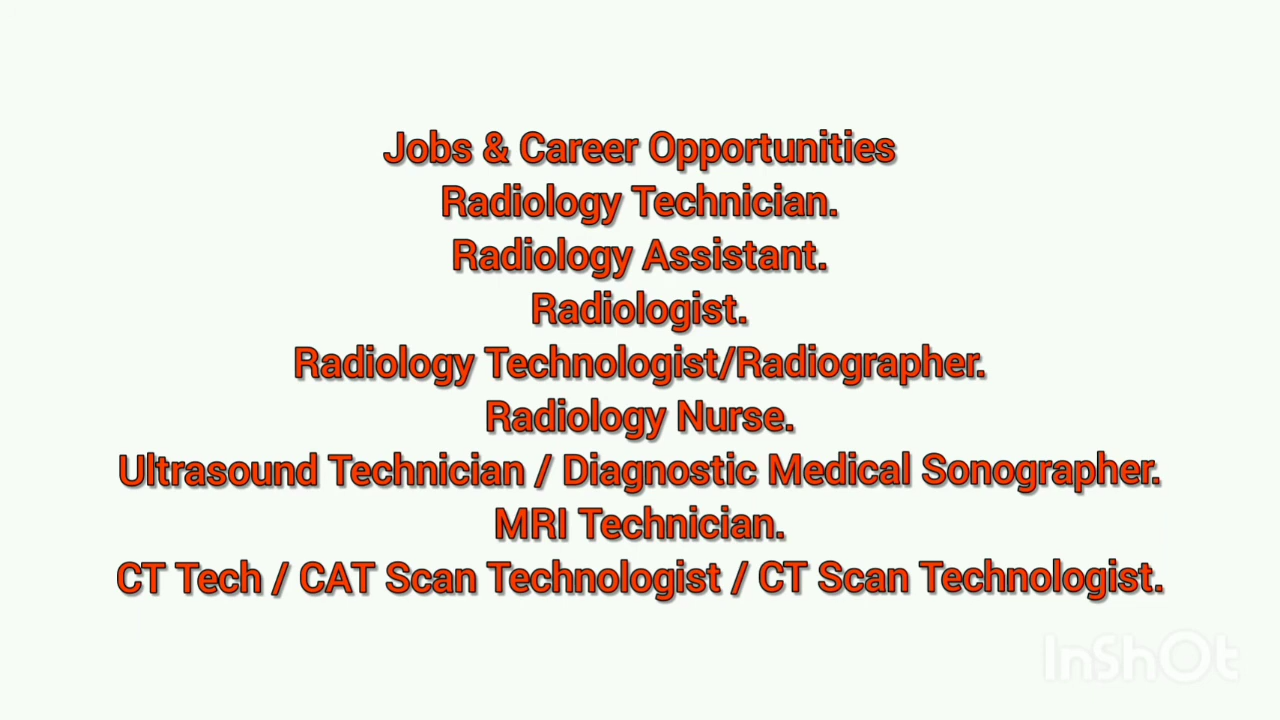 Jobs & Career Opportunities
Radiology Technician.
Radiology Assistant.
Radiologist.
Radiology Technologist/Radiographer.
Radiology Nurse.
Ultrasound Technician / Diagnostic Medical Sonographer.
MRI Technician.
CT Tech / CAT Scan Technologist / CT Scan Technologist.
InShOt